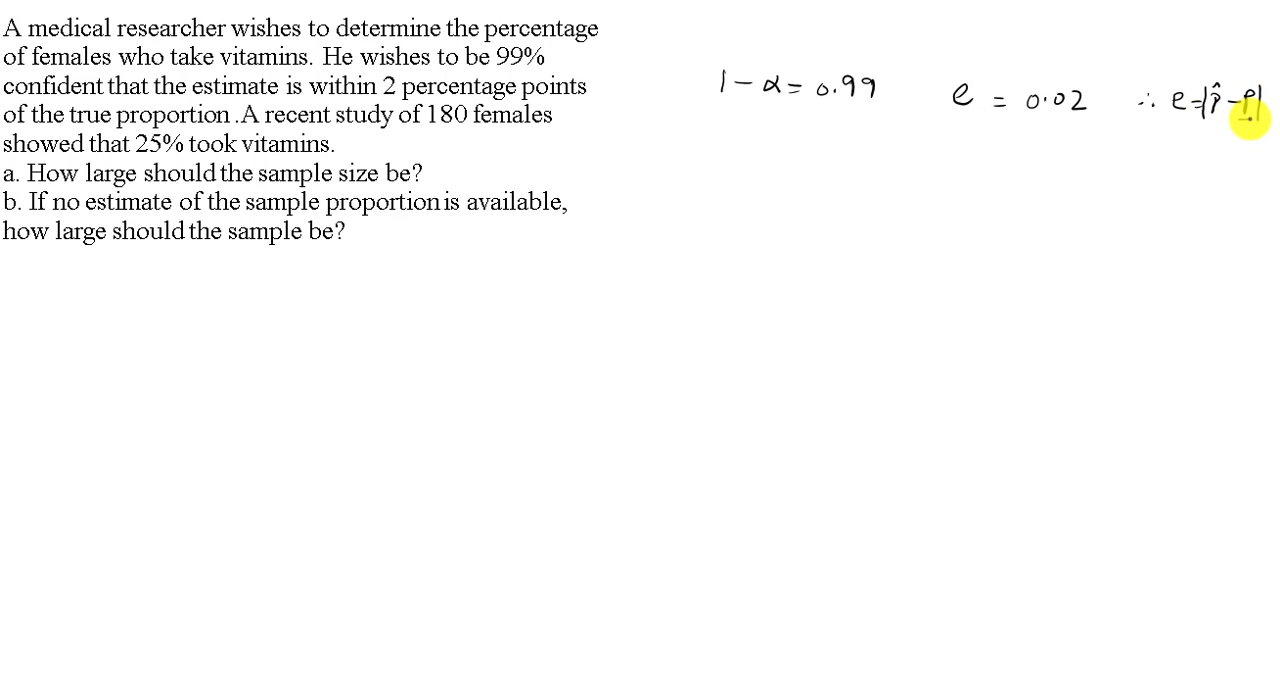 A medical researcher wishes to determine the percentage
of females who take vitamins. He wishes to be 99%
confident that the estimate is within 2 percentage points
of the true proportion .A recent study of 180 females
showed that 25% took vitamins.
a. How large should the sample size be?
b. If no estimate of the sample proportion is available,
how large should the sample be?
1 - α = 0.99
e = 0.02 ∴ e=|p̂ - p|